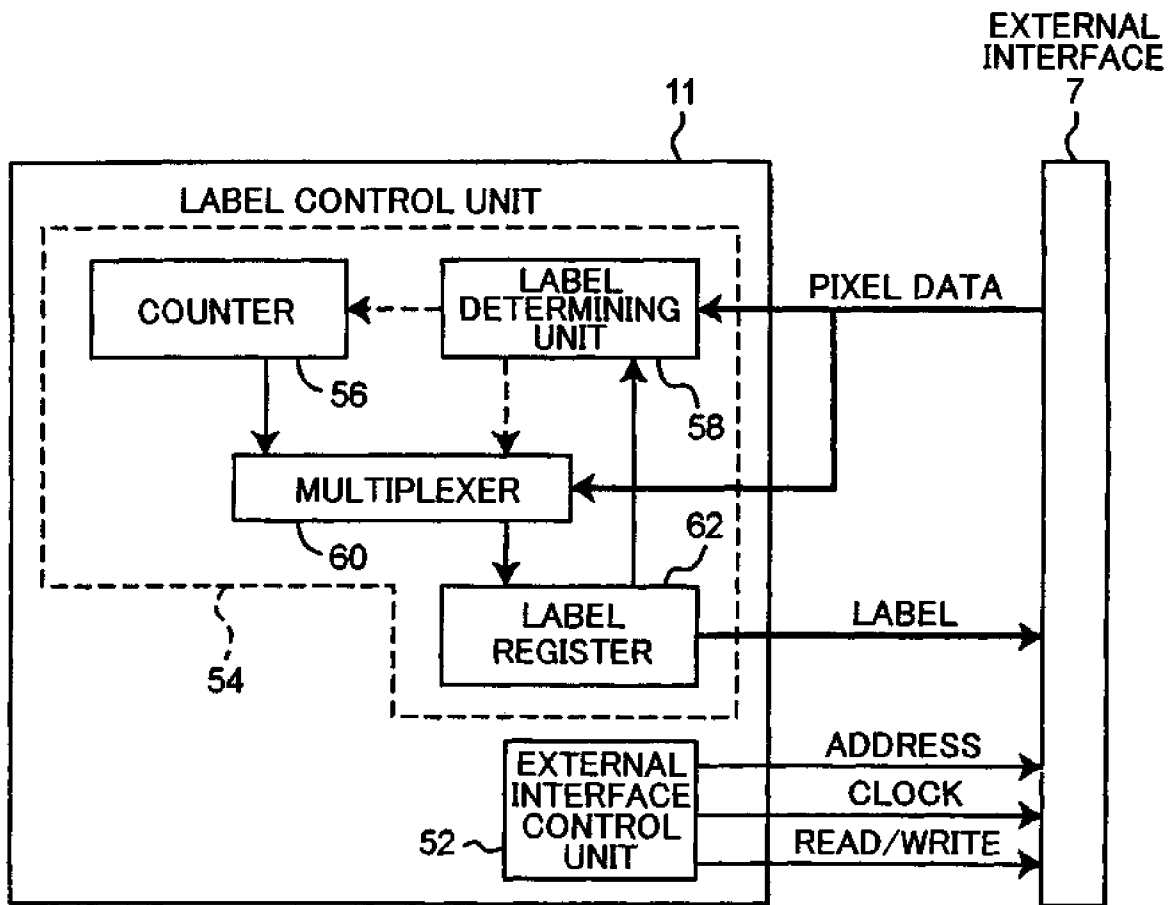 EXTERNAL
INTERFACE
7
11
LABEL CONTROL UNIT
COUNTER
56
LABEL
DETERMINING
UNIT
58
PIXEL DATA
MULTIPLEXER
60
62
LABEL
REGISTER
LABEL
54
EXTERNAL
INTERFACE
CONTROL
UNIT
52
ADDRESS
CLOCK
READ/WRITE